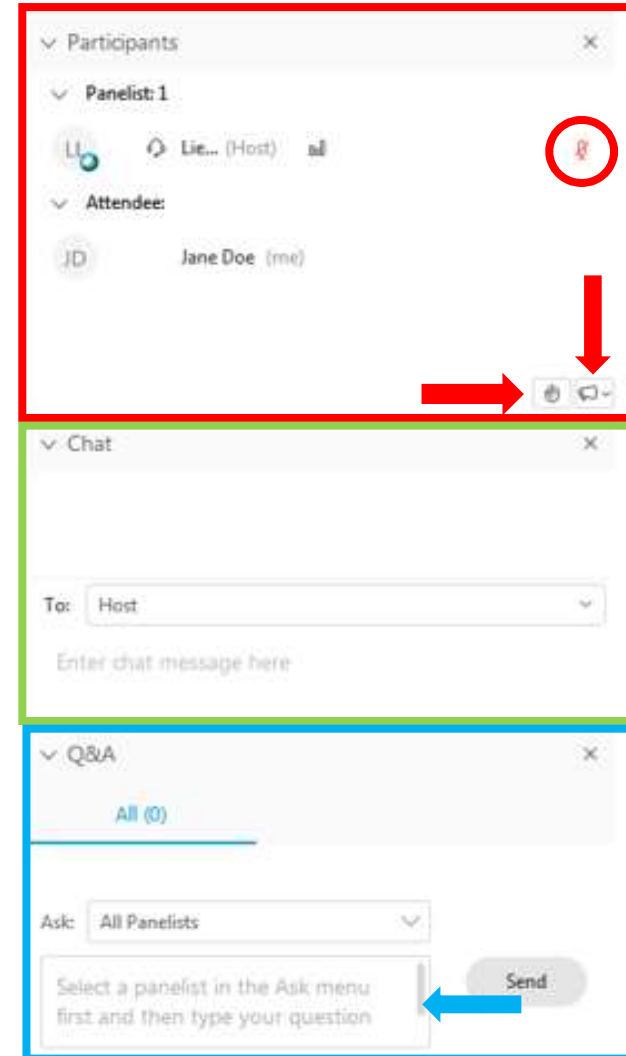 Participants
Panelist: 1
LI Lie... (Host)
Attendee:
JD Jane Doe (me)
Chat
To: Host
Enter chat message here
Q&A
All (0)
Ask: All Panelists
Select a panelist in the Ask menu
first and then type your question
Send